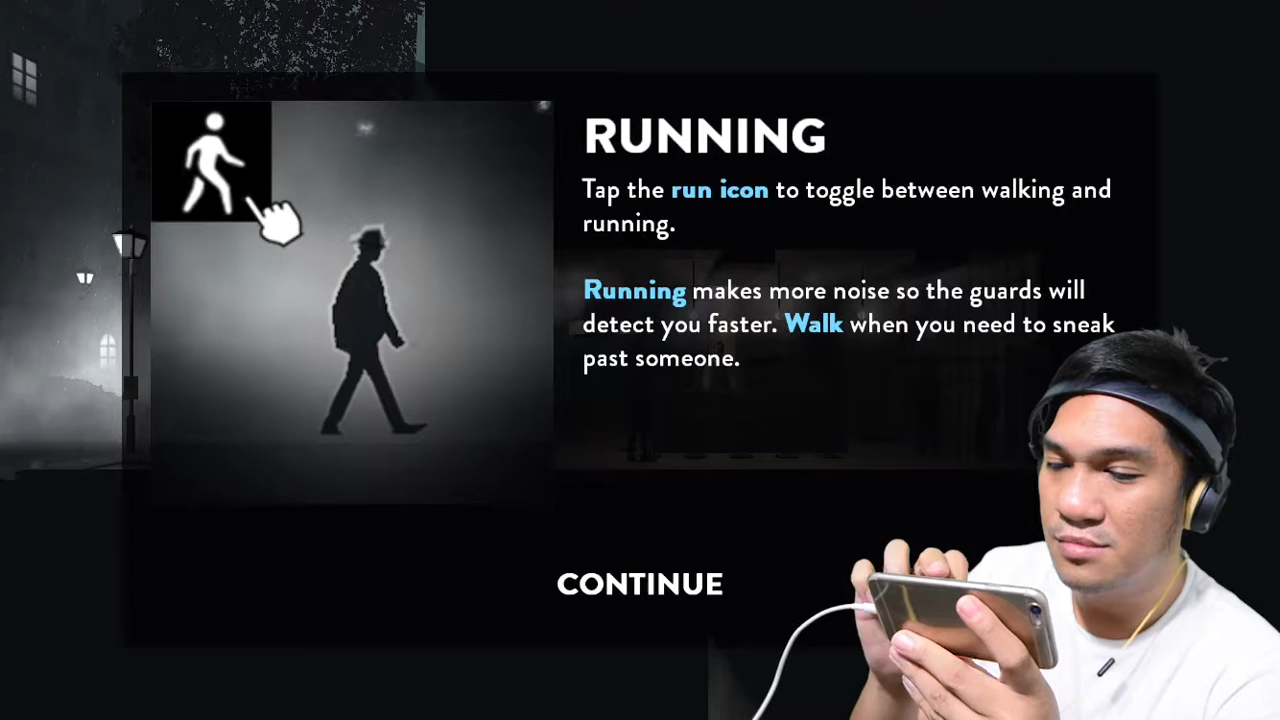 RUNNING
Tap the run icon to toggle between walking and
running.
Running makes more noise so the guards will
detect you faster. Walk when you need to sneak
past someone.
CONTINUE